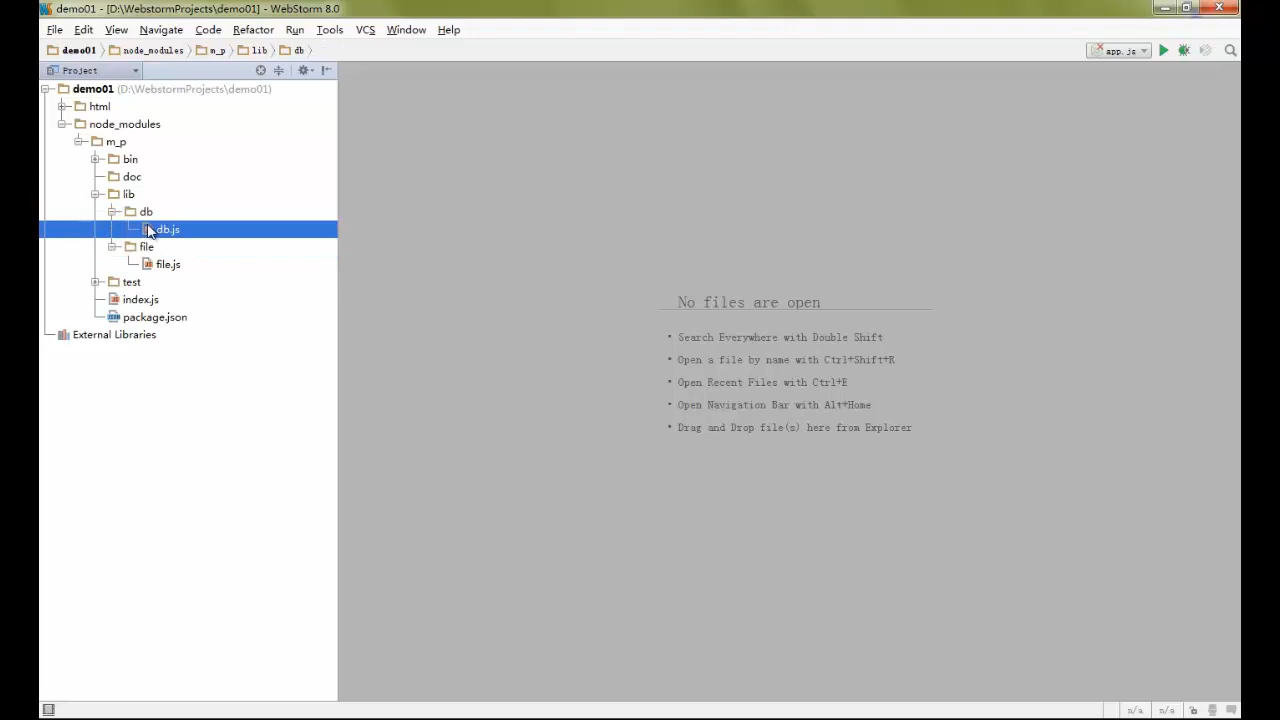 demo01 - [D:\WebstormProjects\demo01] - WebStorm 8.0
File Edit View Navigate Code Refactor Run Tools VCS Window Help
demo01 node_modules m_p lib db app.js
Project
demo01 (D:\WebstormProjects\demo01)
html
node_modules
m_p
bin
doc
lib
db
db.js
file
file.js
test
index.js
package.json
External Libraries
No files are open
• Search Everywhere with Double Shift
• Open a file by name with Ctrl+Shift+R
• Open Recent Files with Ctrl+E
• Open Navigation Bar with Alt+Home
• Drag and Drop file(s) here from Explorer
n/a n/a